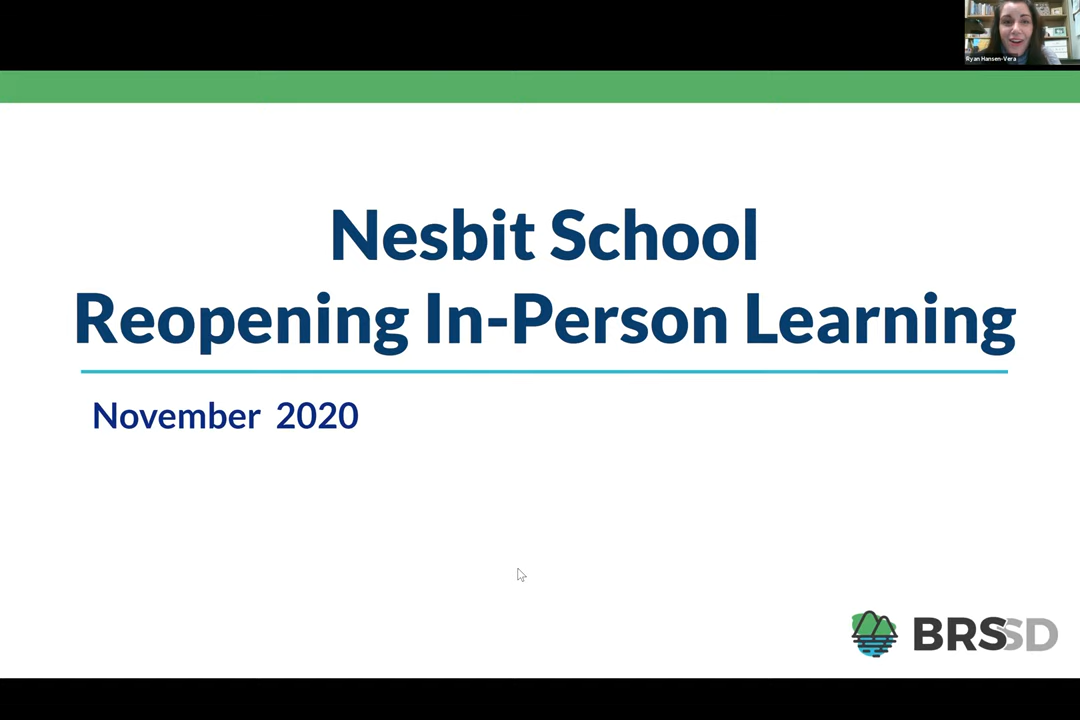 Ryan Hansen-Vera
Nesbit School
Reopening In-Person Learning
November 2020
BRSSD